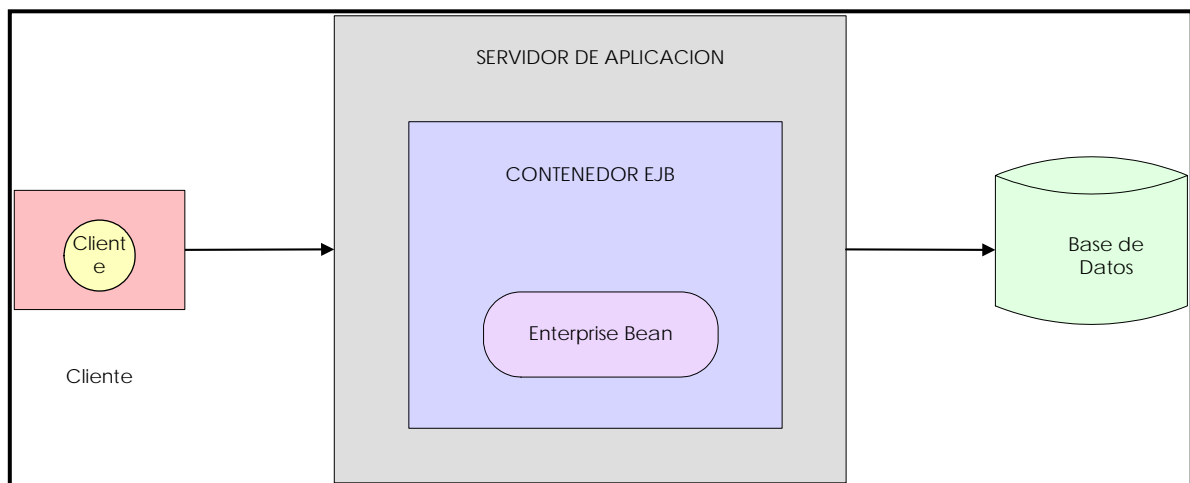 SERVIDOR DE APLICACION
CONTENEDOR EJB
Client
e
Base de
Datos
Enterprise Bean
Cliente